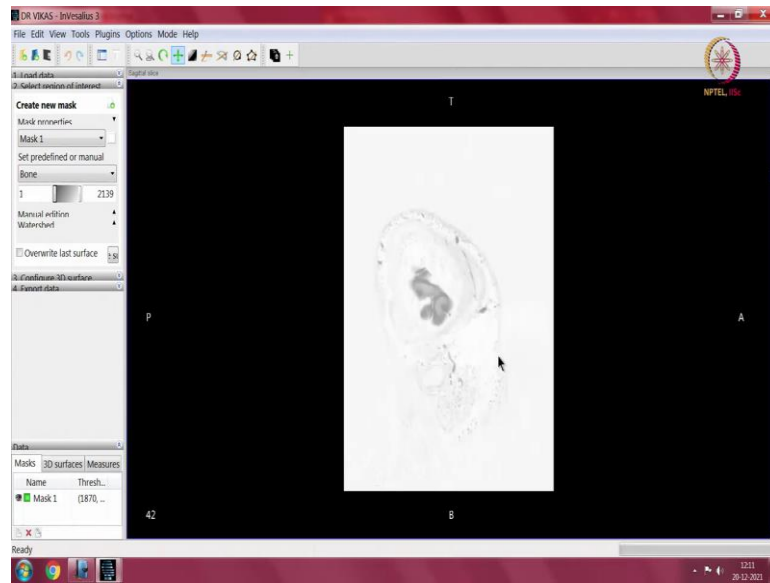 DR VIKAS - InVesalius 3
File Edit View Tools Plugins Options Mode Help
NPTEL, IISc
1. Load data
Sagital slice
2. Select region of interest
Create new mask
Mask properties
Mask 1
Set predefined or manual
Bone
1 2139
Manual edition
Watershed
Overwrite last surface
3. Configure 3D surface
4. Export data
T
P
A
Data
Masks 3D surfaces Measures
Name Thresh...
Mask 1 (1870, ...
42
B
Ready
12:11
20-12-2021